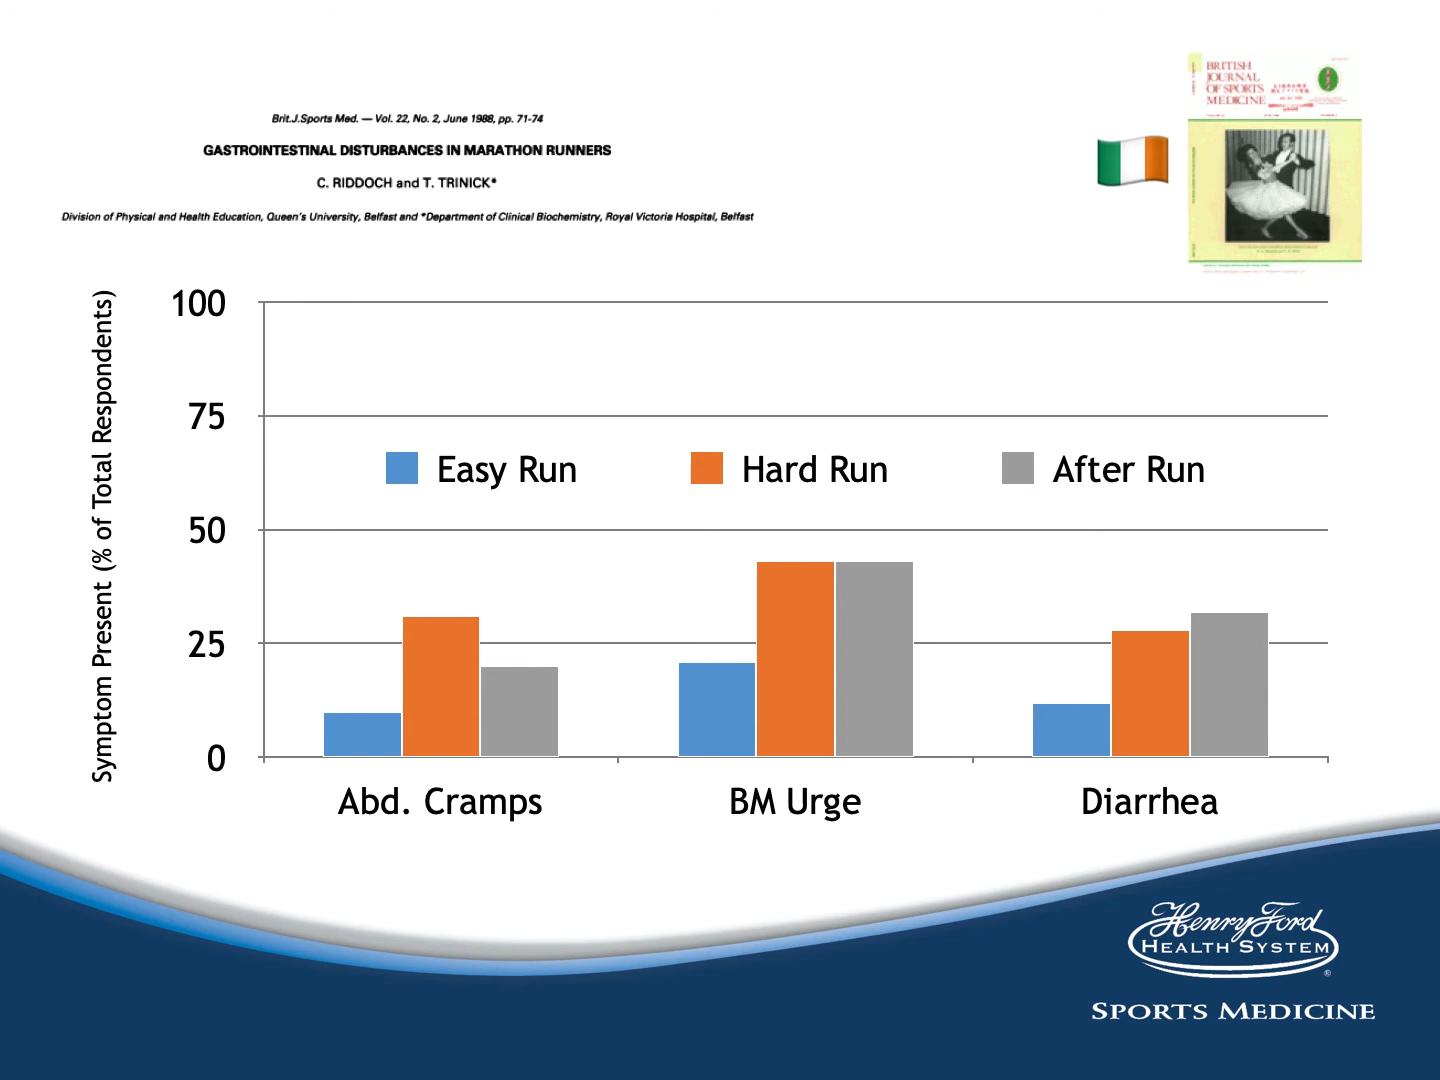 Brit.J.Sports Med. — Vol. 22, No. 2, June 1988, pp. 71-74
GASTROINTESTINAL DISTURBANCES IN MARATHON RUNNERS
C. RIDDOCH and T. TRINICK*
Division of Physical and Health Education, Queen's University, Belfast and *Department of Clinical Biochemistry, Royal Victoria Hospital, Belfast
BRITISH
JOURNAL
OF SPORTS
MEDICINE
Symptom Present (% of Total Respondents)
100
75
50
25
0
Easy Run
Hard Run
After Run
Abd. Cramps
BM Urge
Diarrhea
Henry Ford
HEALTH SYSTEM
®
SPORTS MEDICINE